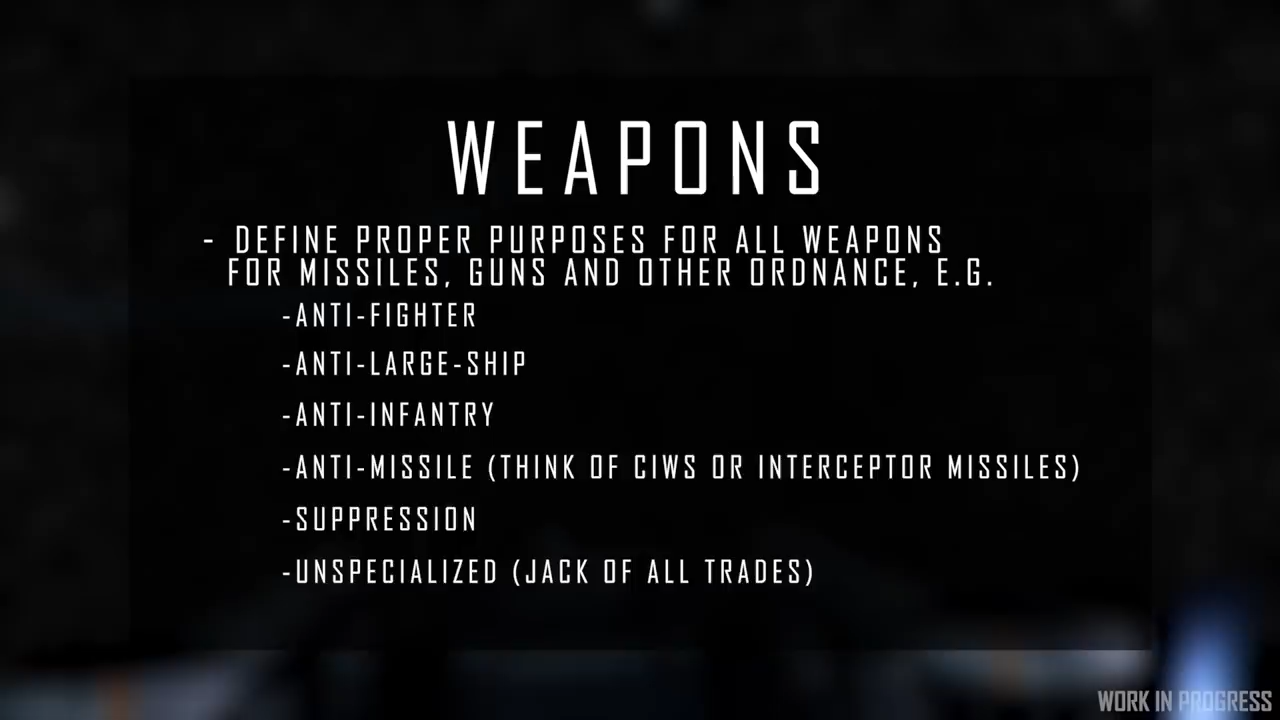 WEAPONS
- DEFINE PROPER PURPOSES FOR ALL WEAPONS
FOR MISSILES, GUNS AND OTHER ORDNANCE, E.G.
-ANTI-FIGHTER
-ANTI-LARGE-SHIP
-ANTI-INFANTRY
-ANTI-MISSILE (THINK OF CIWS OR INTERCEPTOR MISSILES)
-SUPPRESSION
-UNSPECIALIZED (JACK OF ALL TRADES)
WORK IN PROGRESS